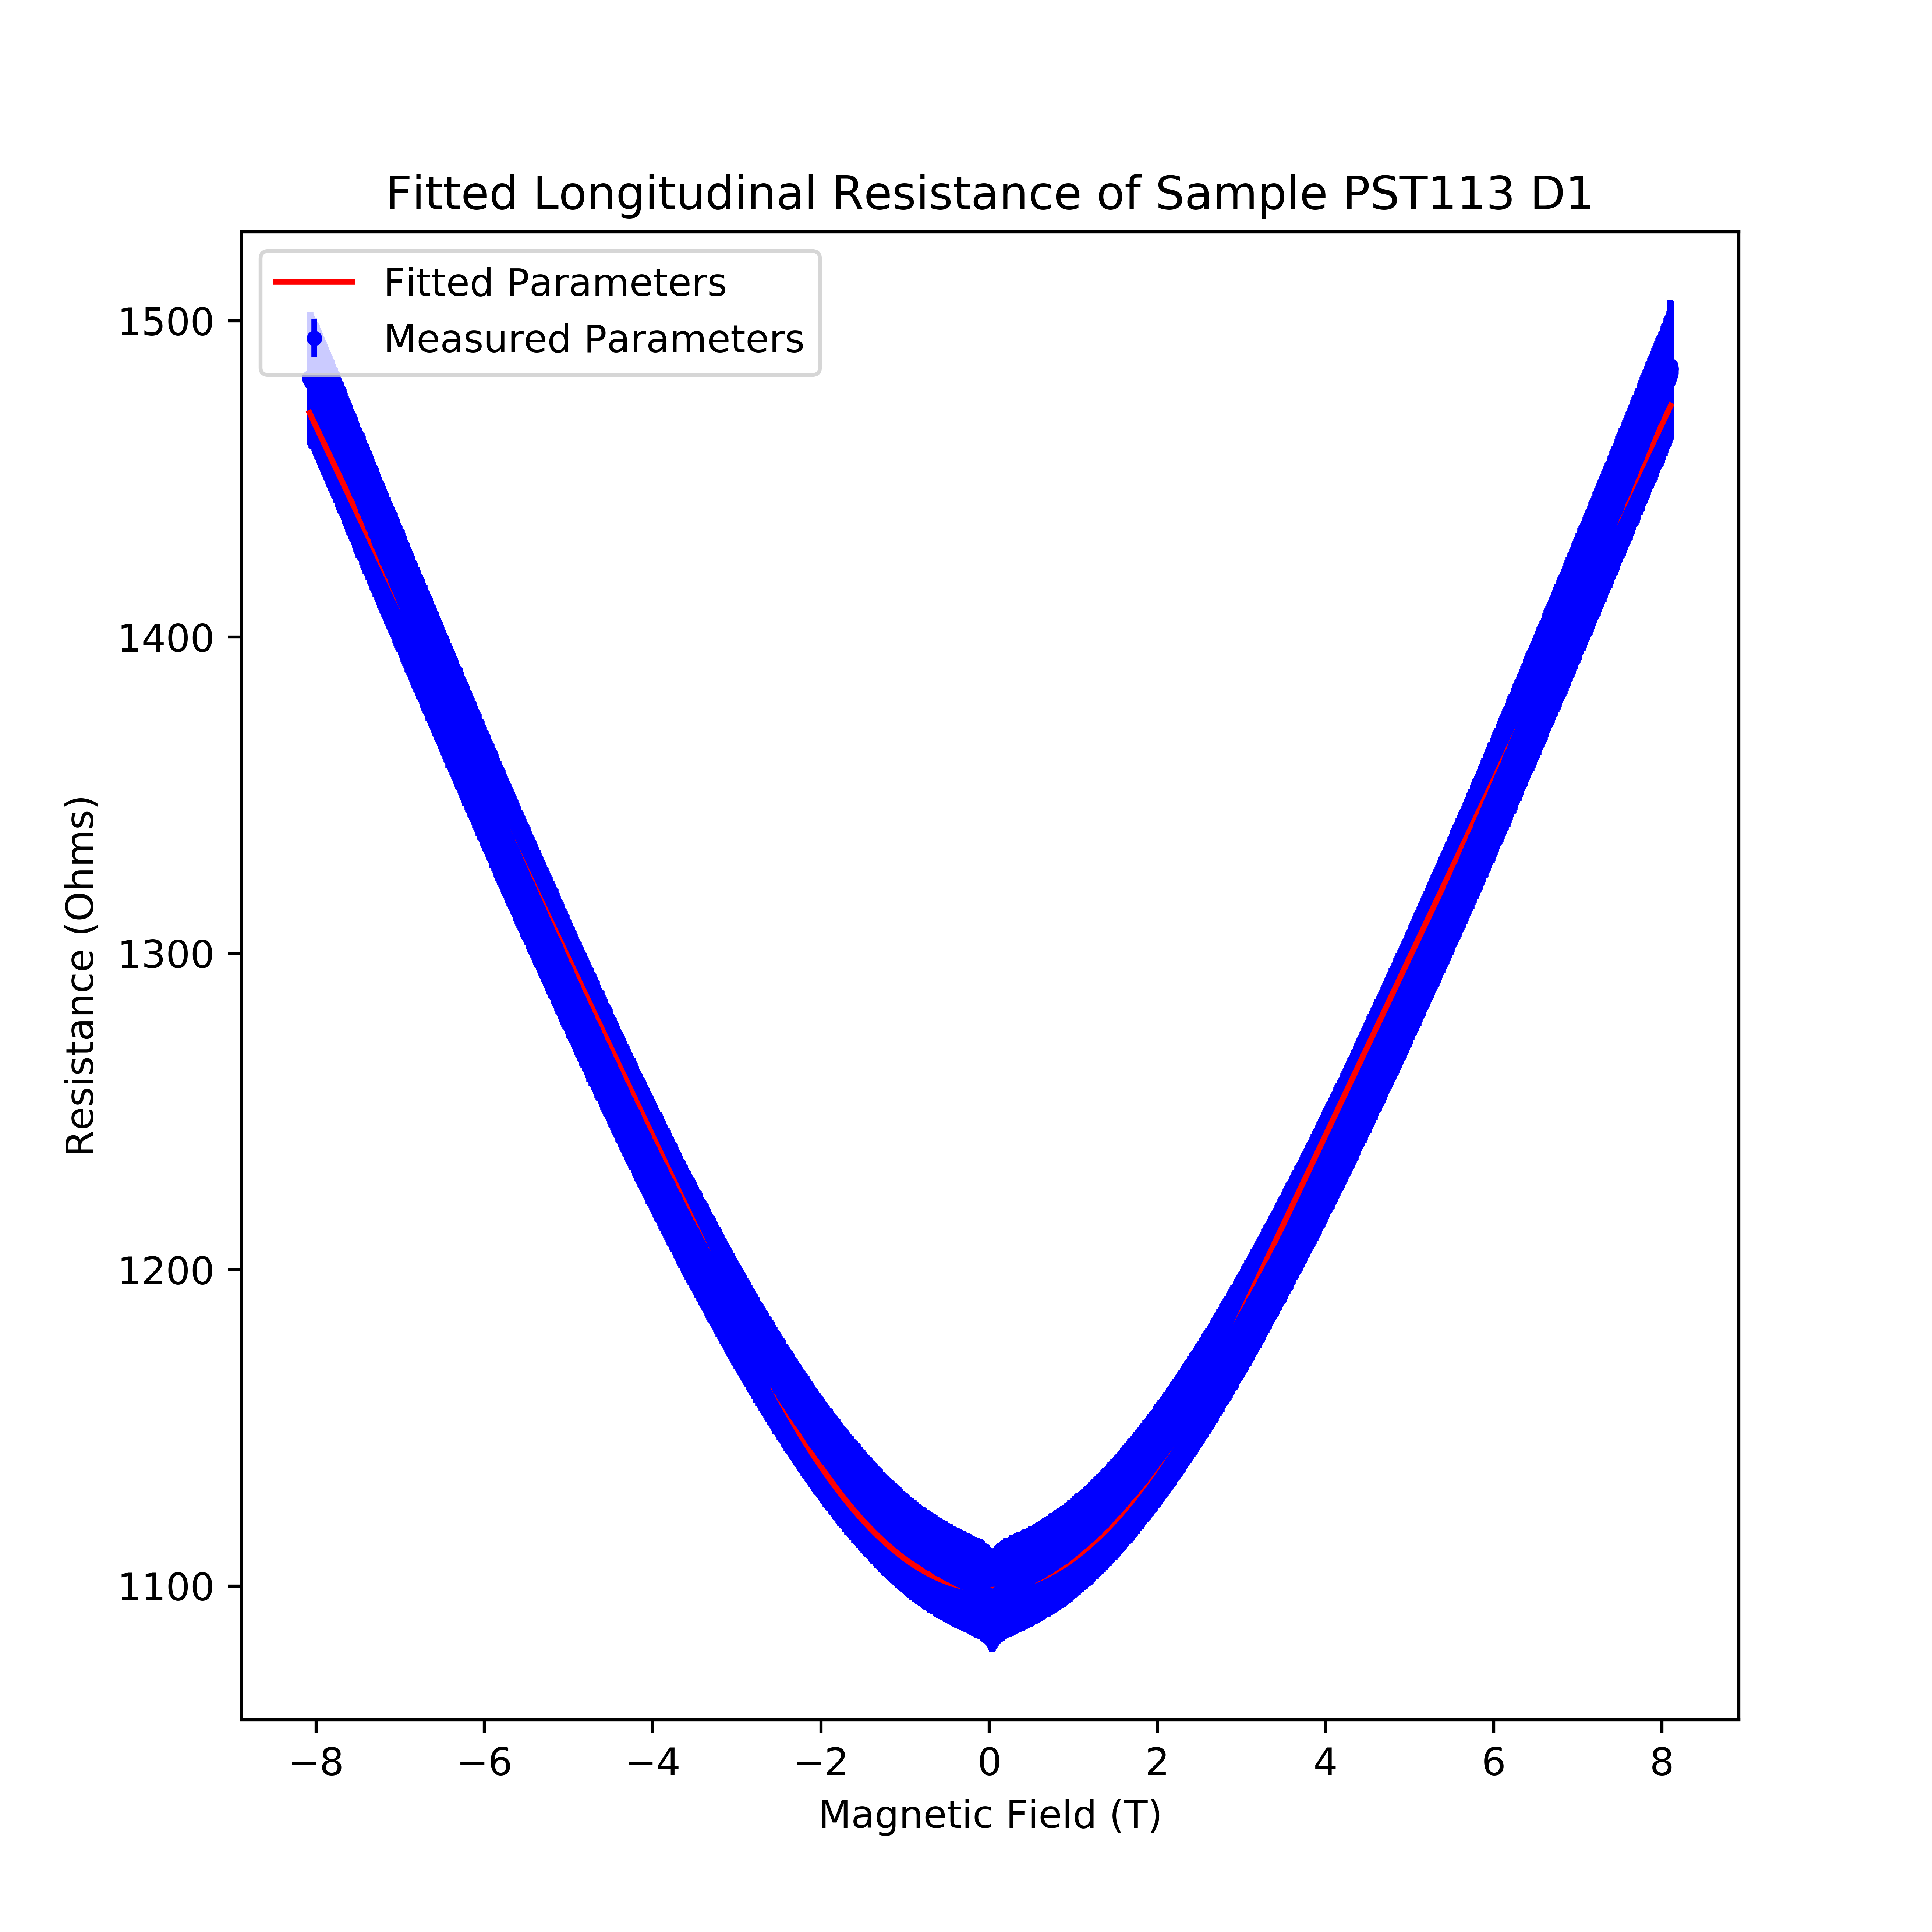 Fitted Longitudinal Resistance of Sample PST113 D1
Fitted Parameters
Measured Parameters
1500
1400
1300
1200
1100
Resistance (Ohms)
−8 −6 −4 −2 0 2 4 6 8
Magnetic Field (T)